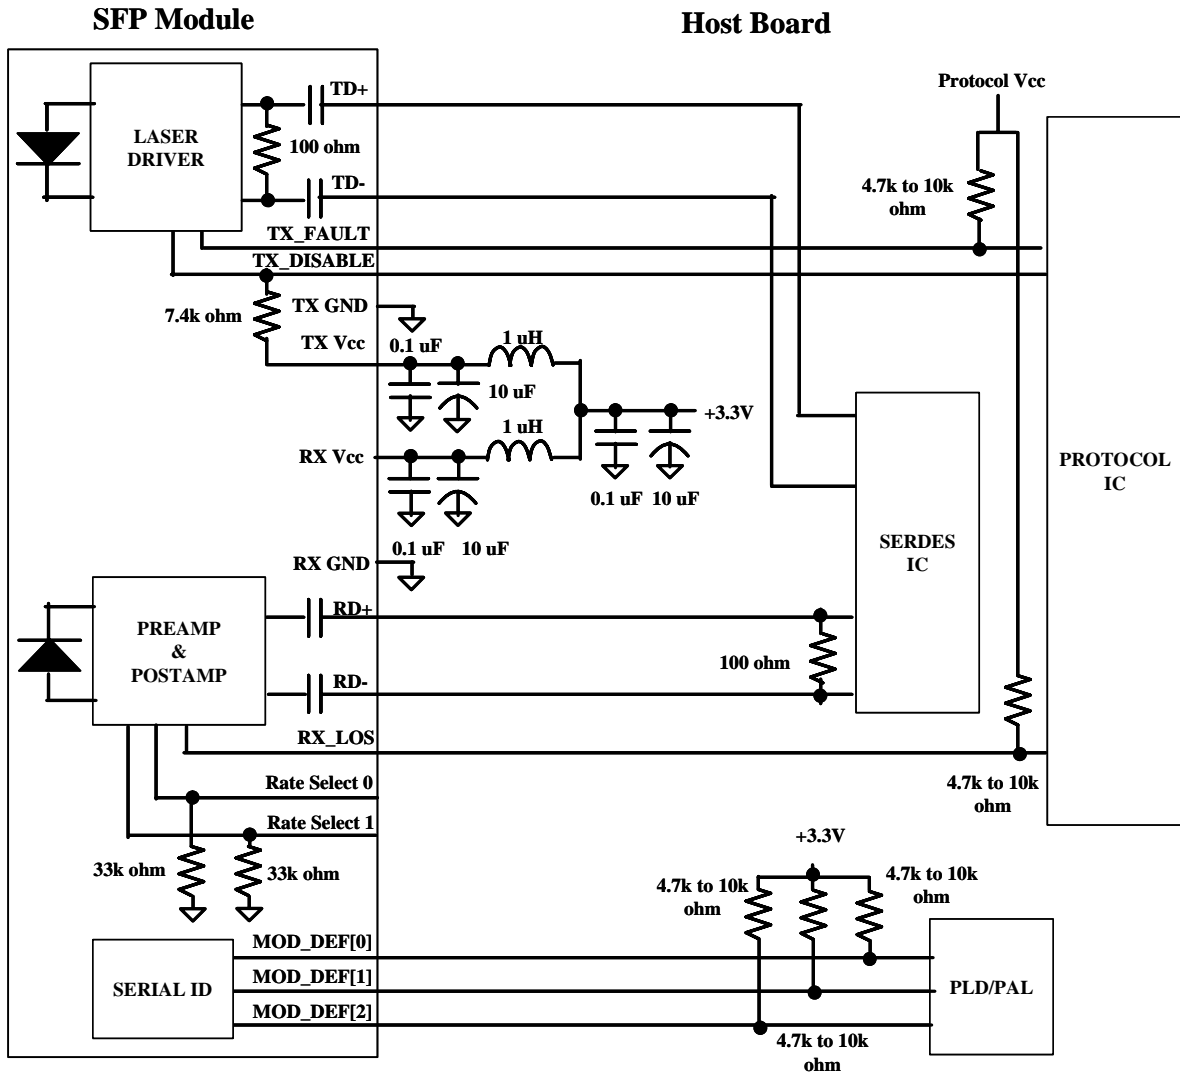 SFP Module
Host Board
Protocol Vcc
LASER
DRIVER
TD+
100 ohm
TD-
4.7k to 10k
ohm
TX_FAULT
TX_DISABLE
TX GND
7.4k ohm
TX Vcc
0.1 uF
1 uH
10 uF
+3.3V
1 uH
RX Vcc
0.1 uF
10 uF
0.1 uF
10 uF
RX GND
PROTOCOL
IC
SERDES
IC
PREAMP
&
POSTAMP
RD+
100 ohm
RD-
RX_LOS
4.7k to 10k
ohm
Rate Select 0
Rate Select 1
33k ohm
33k ohm
+3.3V
4.7k to 10k
ohm
4.7k to 10k
ohm
SERIAL ID
MOD_DEF[0]
MOD_DEF[1]
MOD_DEF[2]
PLD/PAL
4.7k to 10k
ohm